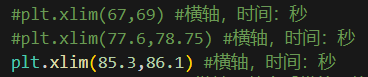 #plt.xlim(67,69) #横轴，时间：秒
#plt.xlim(77.6,78.75) #横轴，时间：秒
plt.xlim(85.3,86.1) #横轴，时间：秒